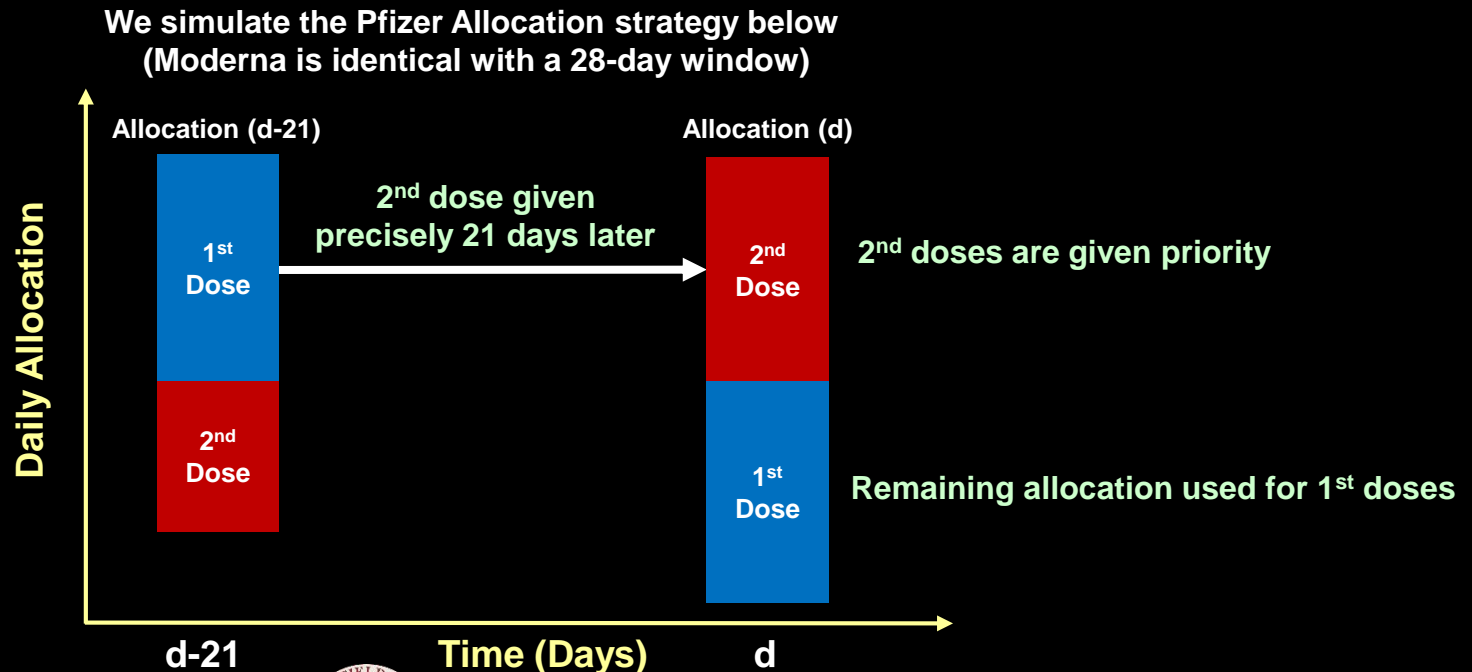 We simulate the Pfizer Allocation strategy below
(Moderna is identical with a 28-day window)
Allocation (d-21)
Allocation (d)
Daily Allocation
1st
Dose
2nd
Dose
2nd dose given
precisely 21 days later
2nd
Dose
1st
Dose
2nd doses are given priority
Remaining allocation used for 1st doses
d-21
Time (Days)
d